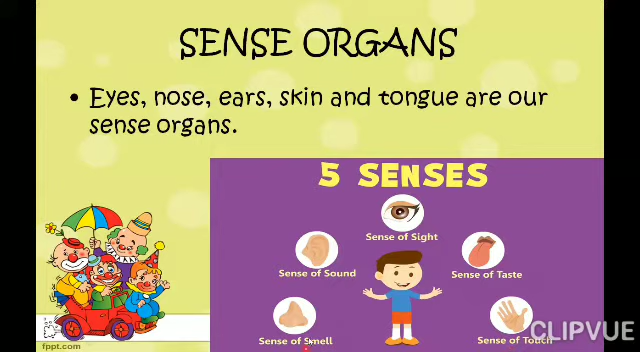 SENSE ORGANS
• Eyes, nose, ears, skin and tongue are our
sense organs.
5 SENSES
Sense of Sight
Sense of Sound
Sense of Taste
Sense of Smell
Sense of Touch
CLIPVUE
fppt.com